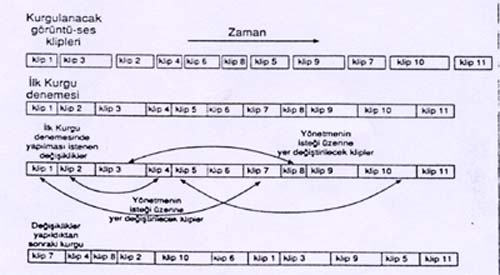 Kurgulanacak
görüntü-ses
klipleri
Zaman
klip 1 klip 3 klip 2 klip 4 klip 6 klip 8 klip 5 klip 9 klip 7 klip 10 klip 11
İlk Kurgu
denemesi
klip 1 klip 2 klip 3 klip 4 klip 5 klip 6 klip 7 klip 8 klip 9 klip 10 klip 11
İlk Kurgu
denemesinde
yapılması istenen
değişiklikler
Yönetmenin
isteği üzerine
yer değiştirilecek klipler
klip 1 klip 2 klip 3 klip 4 klip 5 klip 6 klip 7 klip 8 klip 9 klip 10 klip 11
Yönetmenin
isteği üzerine
yer değiştirilecek klipler
Değişiklikler
yapıldıktan
sonraki kurgu
klip 7 klip 4 klip 8 klip 2 klip 10 klip 6 klip 1 klip 3 klip 9 klip 5 klip 11